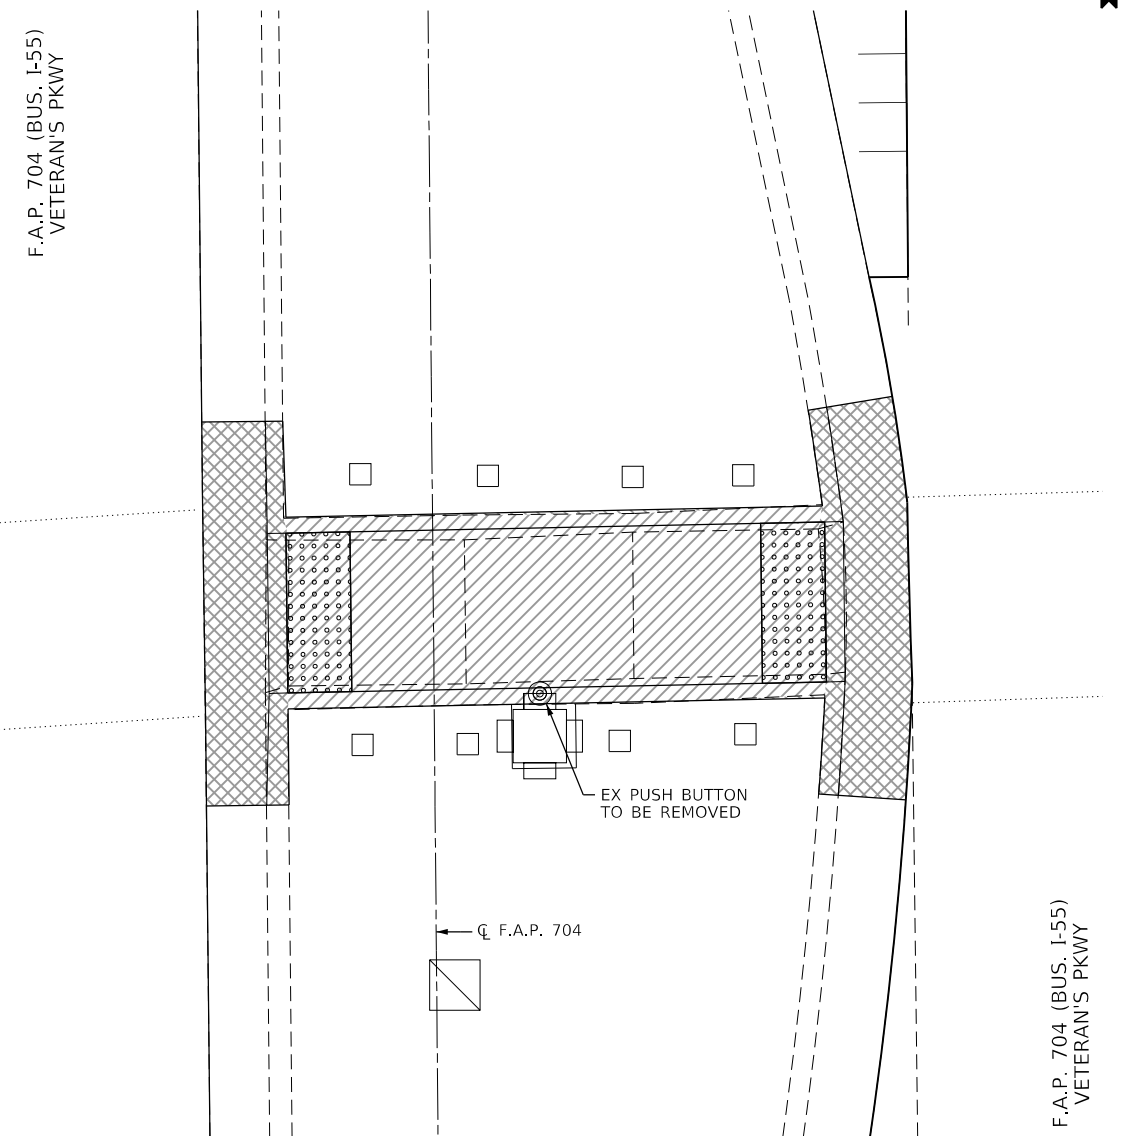 F.A.P. 704 (BUS. I-55)
VETERAN'S PKWY
EX PUSH BUTTON
TO BE REMOVED
℄ F.A.P. 704
F.A.P. 704 (BUS. I-55)
VETERAN'S PKWY